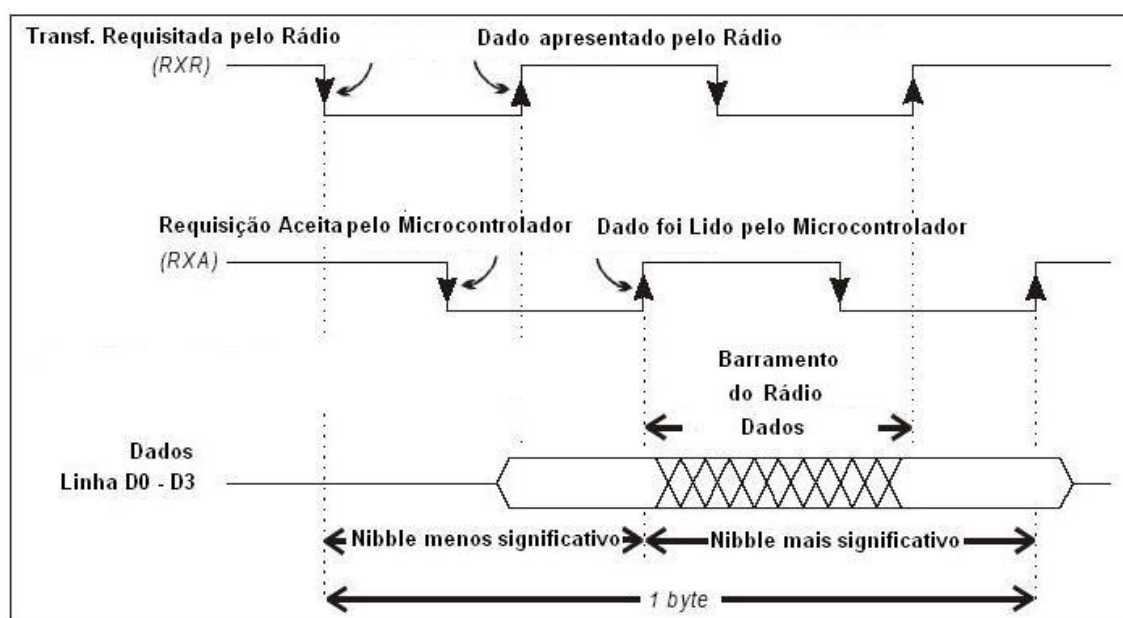 Transf. Requisitada pelo Rádio
(RXR)
Dado apresentado pelo Rádio
Requisição Aceita pelo Microcontrolador
(RXA)
Dado foi Lido pelo Microcontrolador
Barramento
do Rádio
Dados
Dados
Linha D0 - D3
Nibble menos significativo
Nibble mais significativo
1 byte